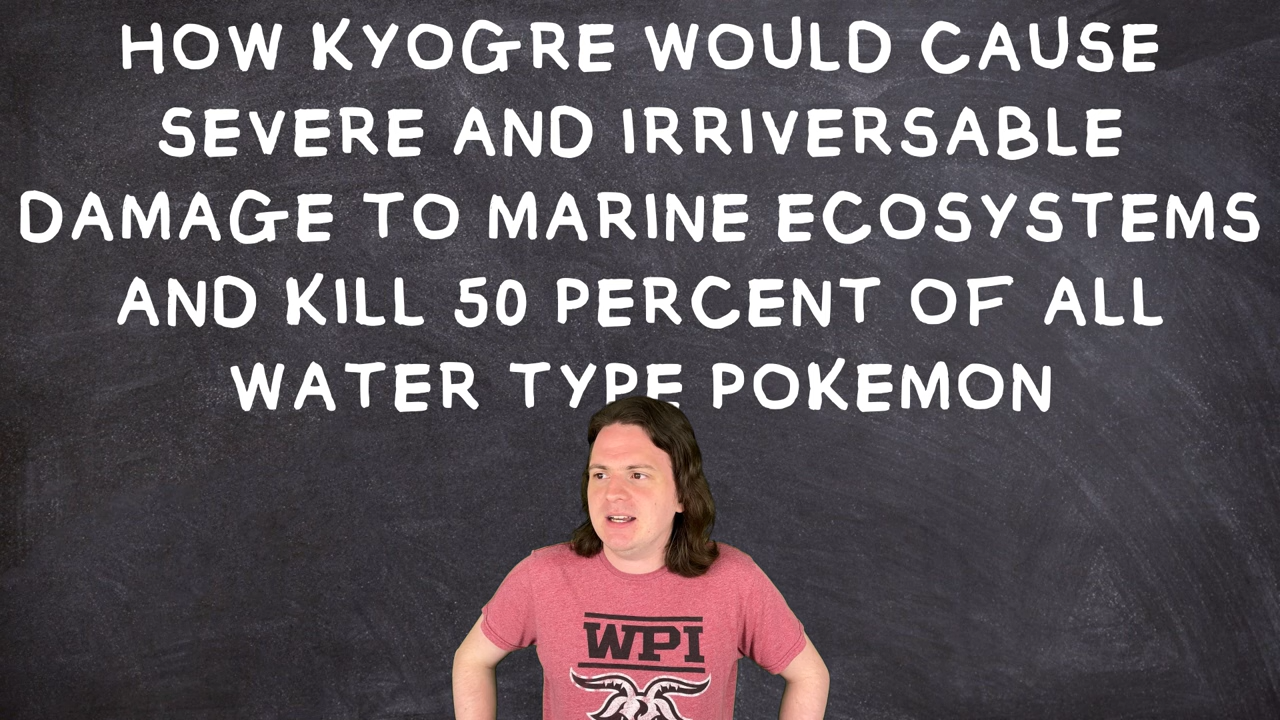 HOW KYOGRE WOULD CAUSE
SEVERE AND IRRIVERSABLE
DAMAGE TO MARINE ECOSYSTEMS
AND KILL 50 PERCENT OF ALL
WATER TYPE POKEMON
WPI